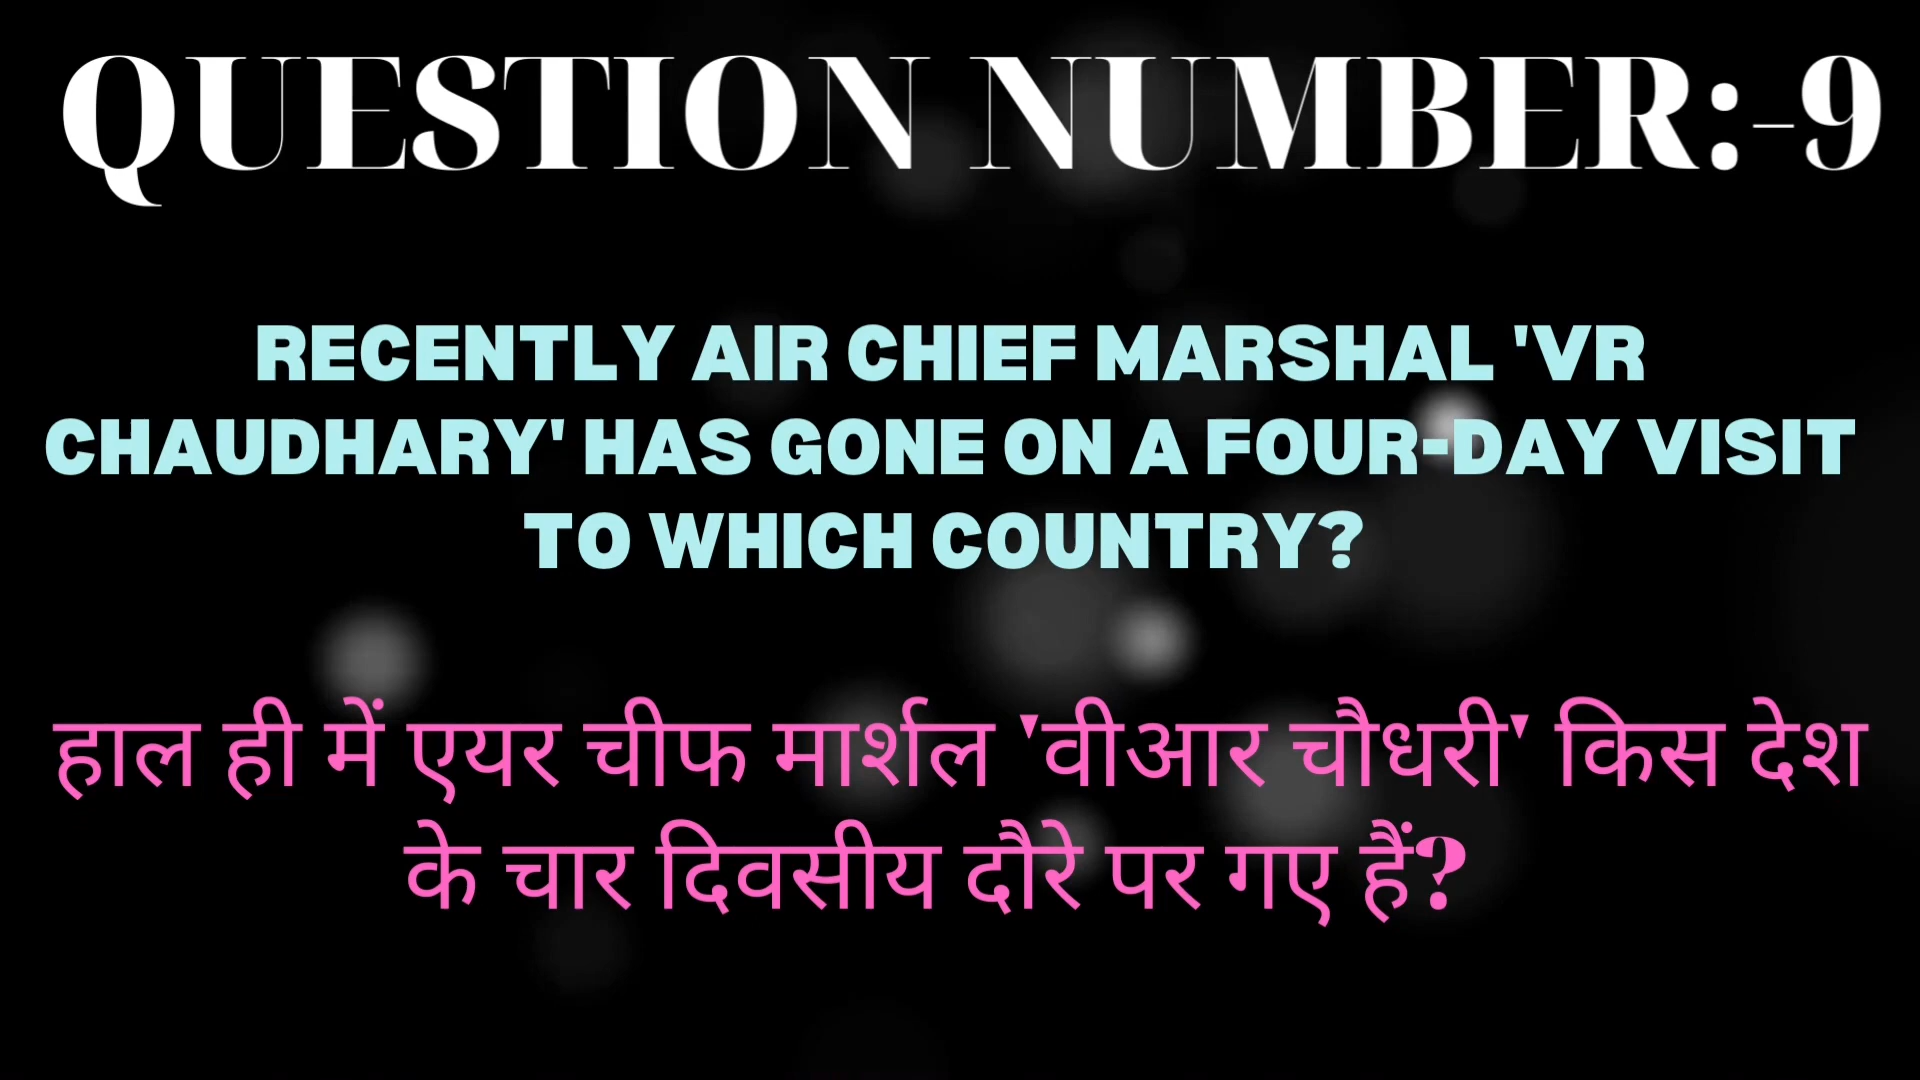 QUESTION NUMBER:-9
RECENTLY AIR CHIEF MARSHAL 'VR
CHAUDHARY' HAS GONE ON A FOUR-DAY VISIT
TO WHICH COUNTRY?
हाल ही में एयर चीफ मार्शल 'वीआर चौधरी' किस देश
के चार दिवसीय दौरे पर गए हैं?